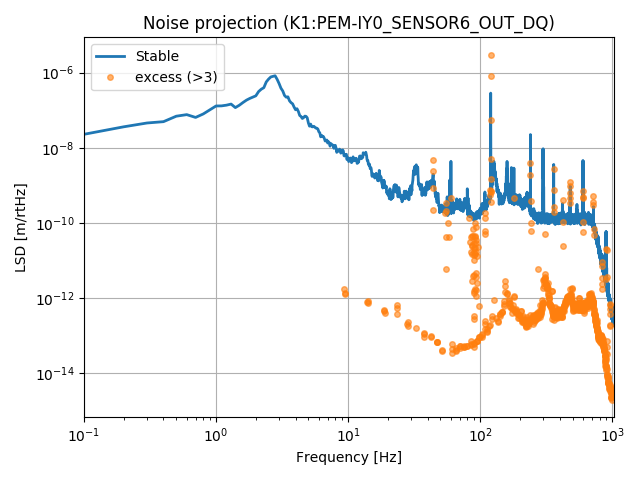 Noise projection (K1:PEM-IY0_SENSOR6_OUT_DQ)
Stable
excess (>3)
LSD [m/rtHz]
10⁻⁶
10⁻⁸
10⁻¹⁰
10⁻¹²
10⁻¹⁴
10⁻¹ 10⁰ 10¹ 10² 10³
Frequency [Hz]